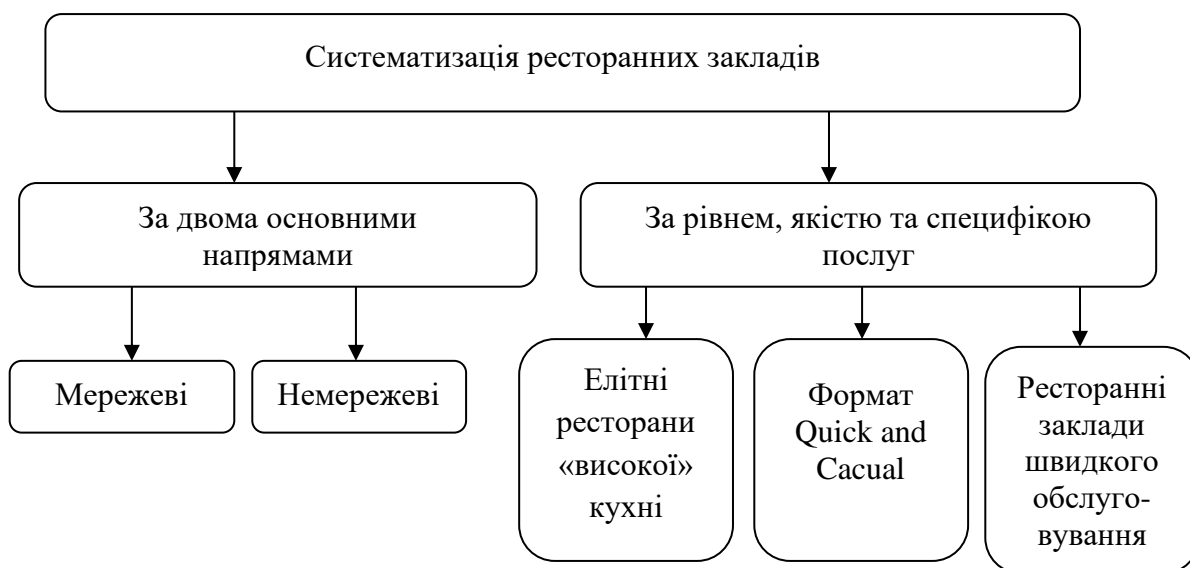 Систематизація ресторанних закладів
За двома основними
напрямами
За рівнем, якістю та специфікою
послуг
Мережеві
Немережеві
Елітні
ресторани
«високої»
кухні
Формат
Quick and
Cacual
Ресторанні
заклади
швидкого
обслуго-
вування